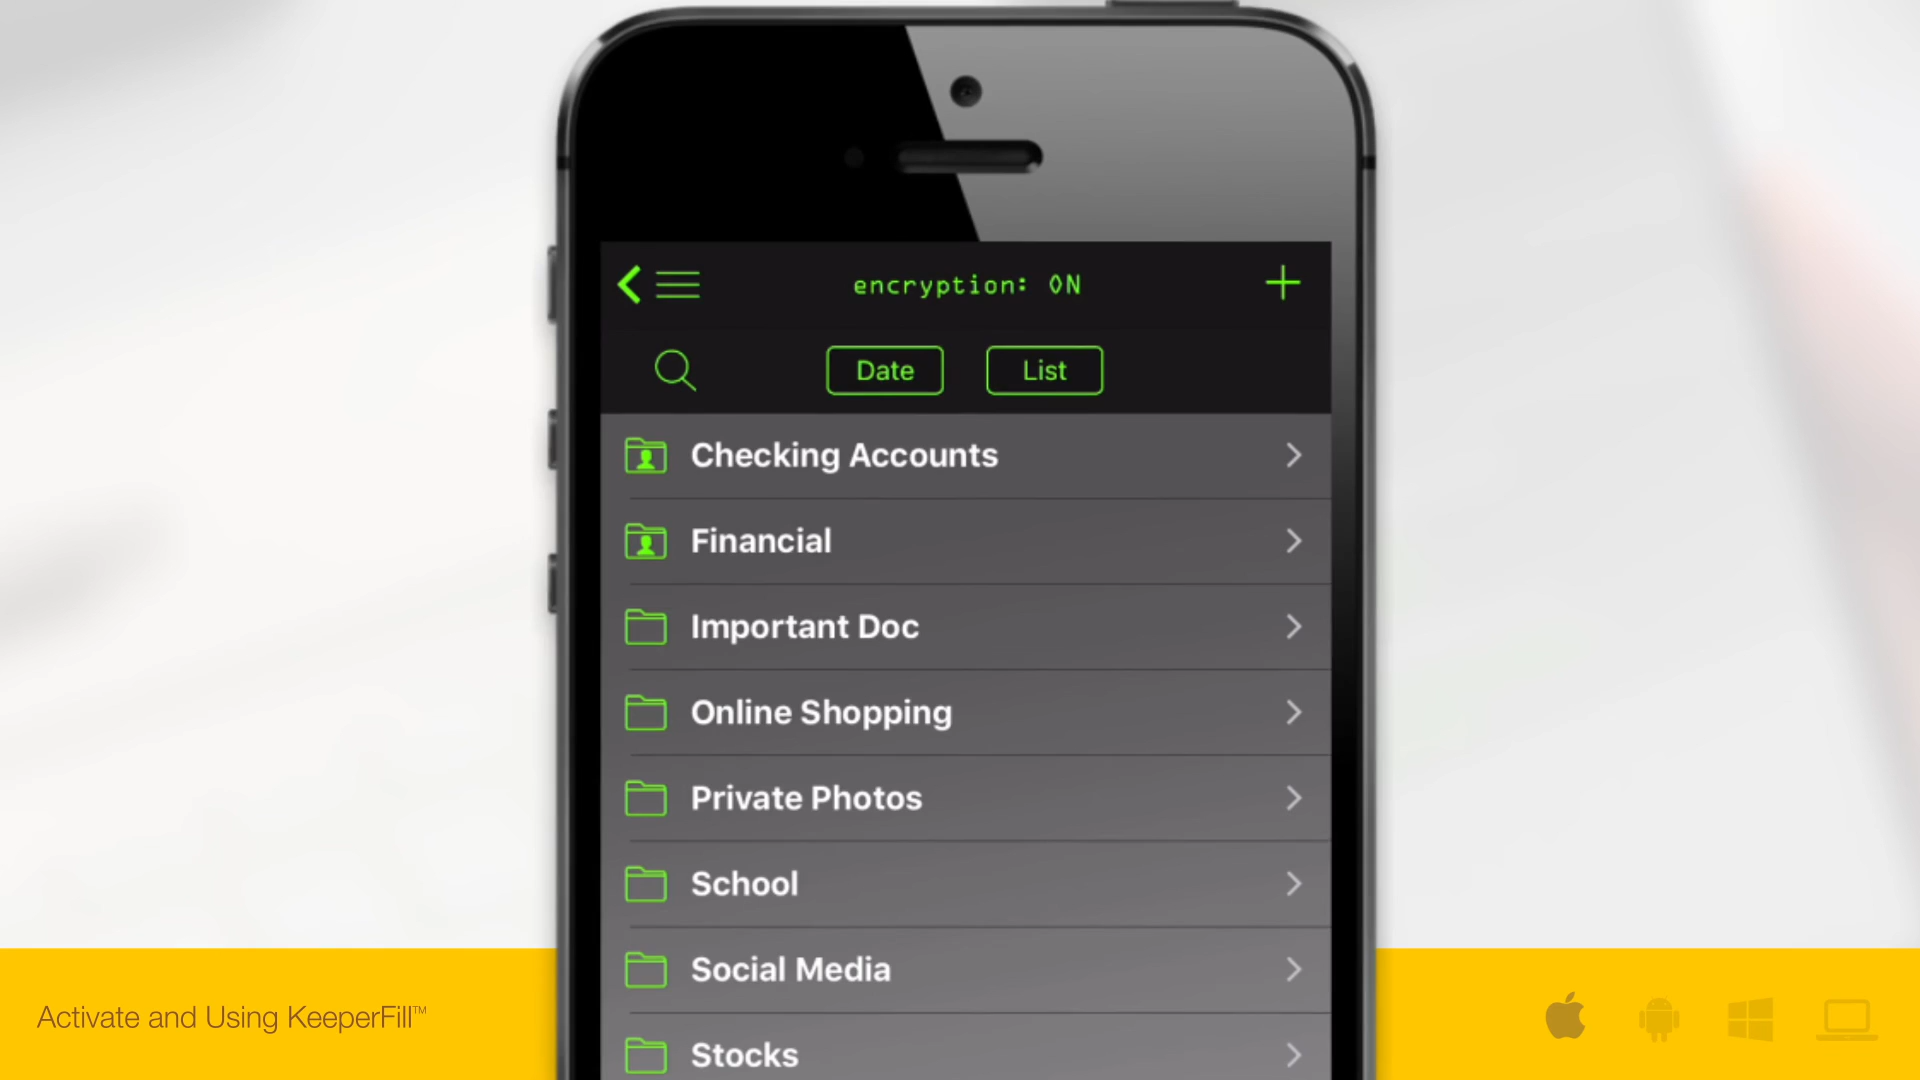 encryption: ON
Date
List
Checking Accounts
Financial
Important Doc
Online Shopping
Private Photos
School
Social Media
Stocks
Activate and Using KeeperFill™